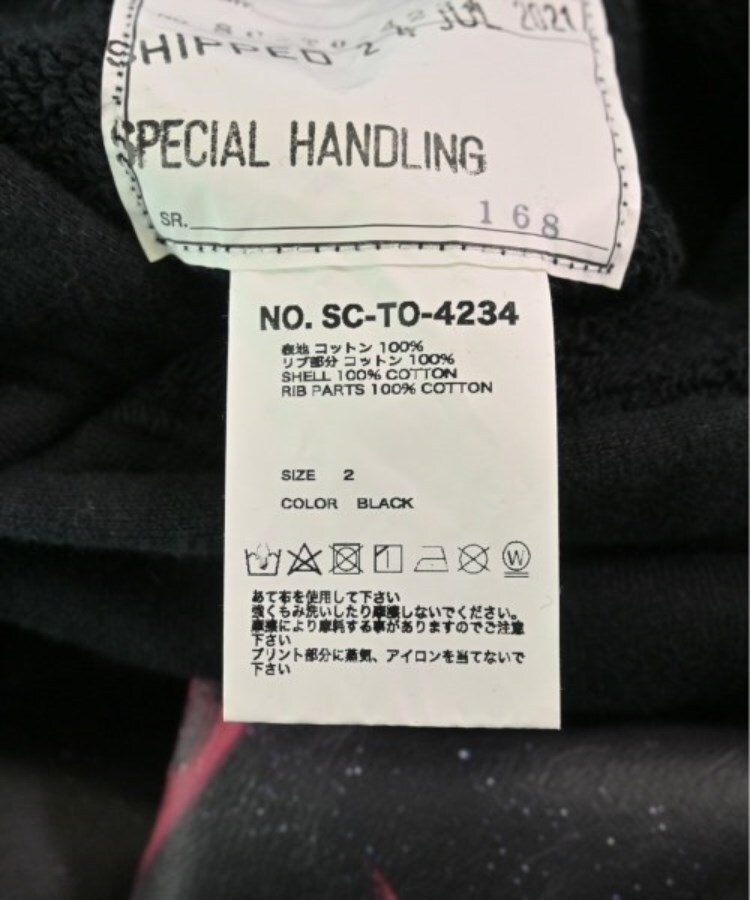 JUL 2021
SHIPPED
SPECIAL HANDLING
SR. 168
NO. SC-TO-4234
表地 コットン 100%
リブ部分 コットン 100%
SHELL 100% COTTON
RIB PARTS 100% COTTON
SIZE 2
COLOR BLACK
W
あて布を使用して下さい
強くもみ洗いしたり摩擦しないでください。
摩擦により摩耗する事がありますのでご注意
下さい
プリント部分に蒸気、アイロンを当てないで
下さい